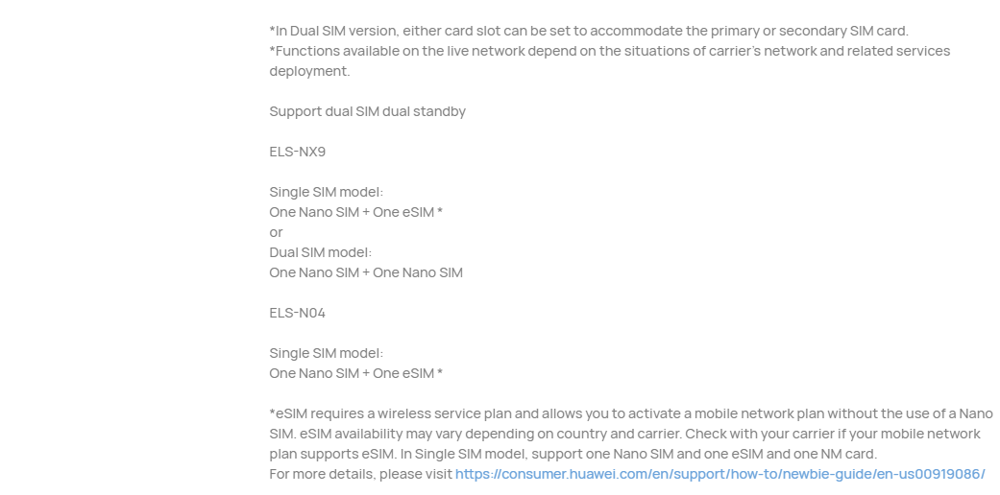 *In Dual SIM version, either card slot can be set to accommodate the primary or secondary SIM card.
*Functions available on the live network depend on the situations of carrier's network and related services
deployment.
Support dual SIM dual standby
ELS-NX9
Single SIM model:
One Nano SIM + One eSIM *
or
Dual SIM model:
One Nano SIM + One Nano SIM
ELS-N04
Single SIM model:
One Nano SIM + One eSIM *
*eSIM requires a wireless service plan and allows you to activate a mobile network plan without the use of a Nano
SIM. eSIM availability may vary depending on country and carrier. Check with your carrier if your mobile network
plan supports eSIM. In Single SIM model, support one Nano SIM and one eSIM and one NM card.
For more details, please visit https://consumer.huawei.com/en/support/how-to/newbie-guide/en-us00919086/